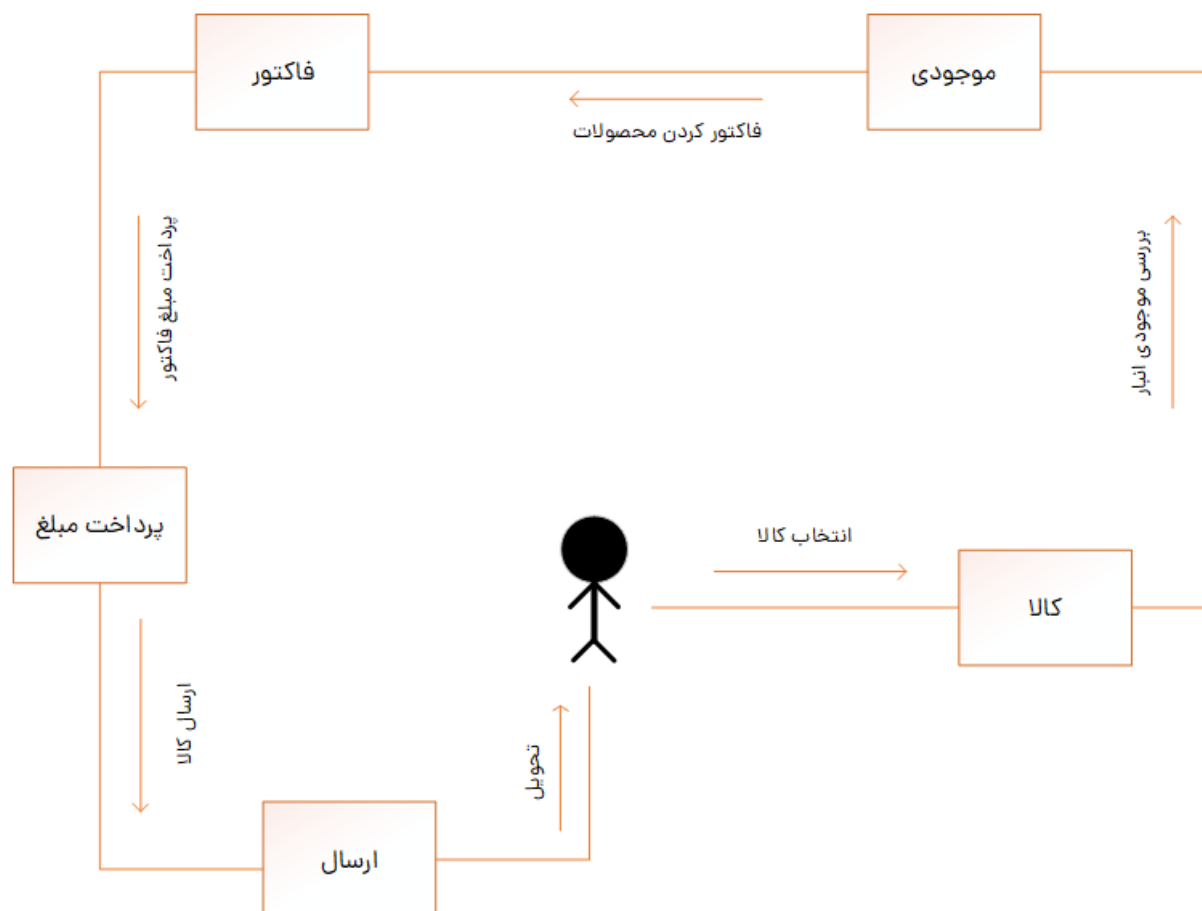 موجودی
فاکتور
فاکتور کردن محصولات
بررسی موجودی انبار
پرداخت مبلغ فاکتور
پرداخت مبلغ
انتخاب کالا
کالا
ارسال کالا
تحویل
ارسال